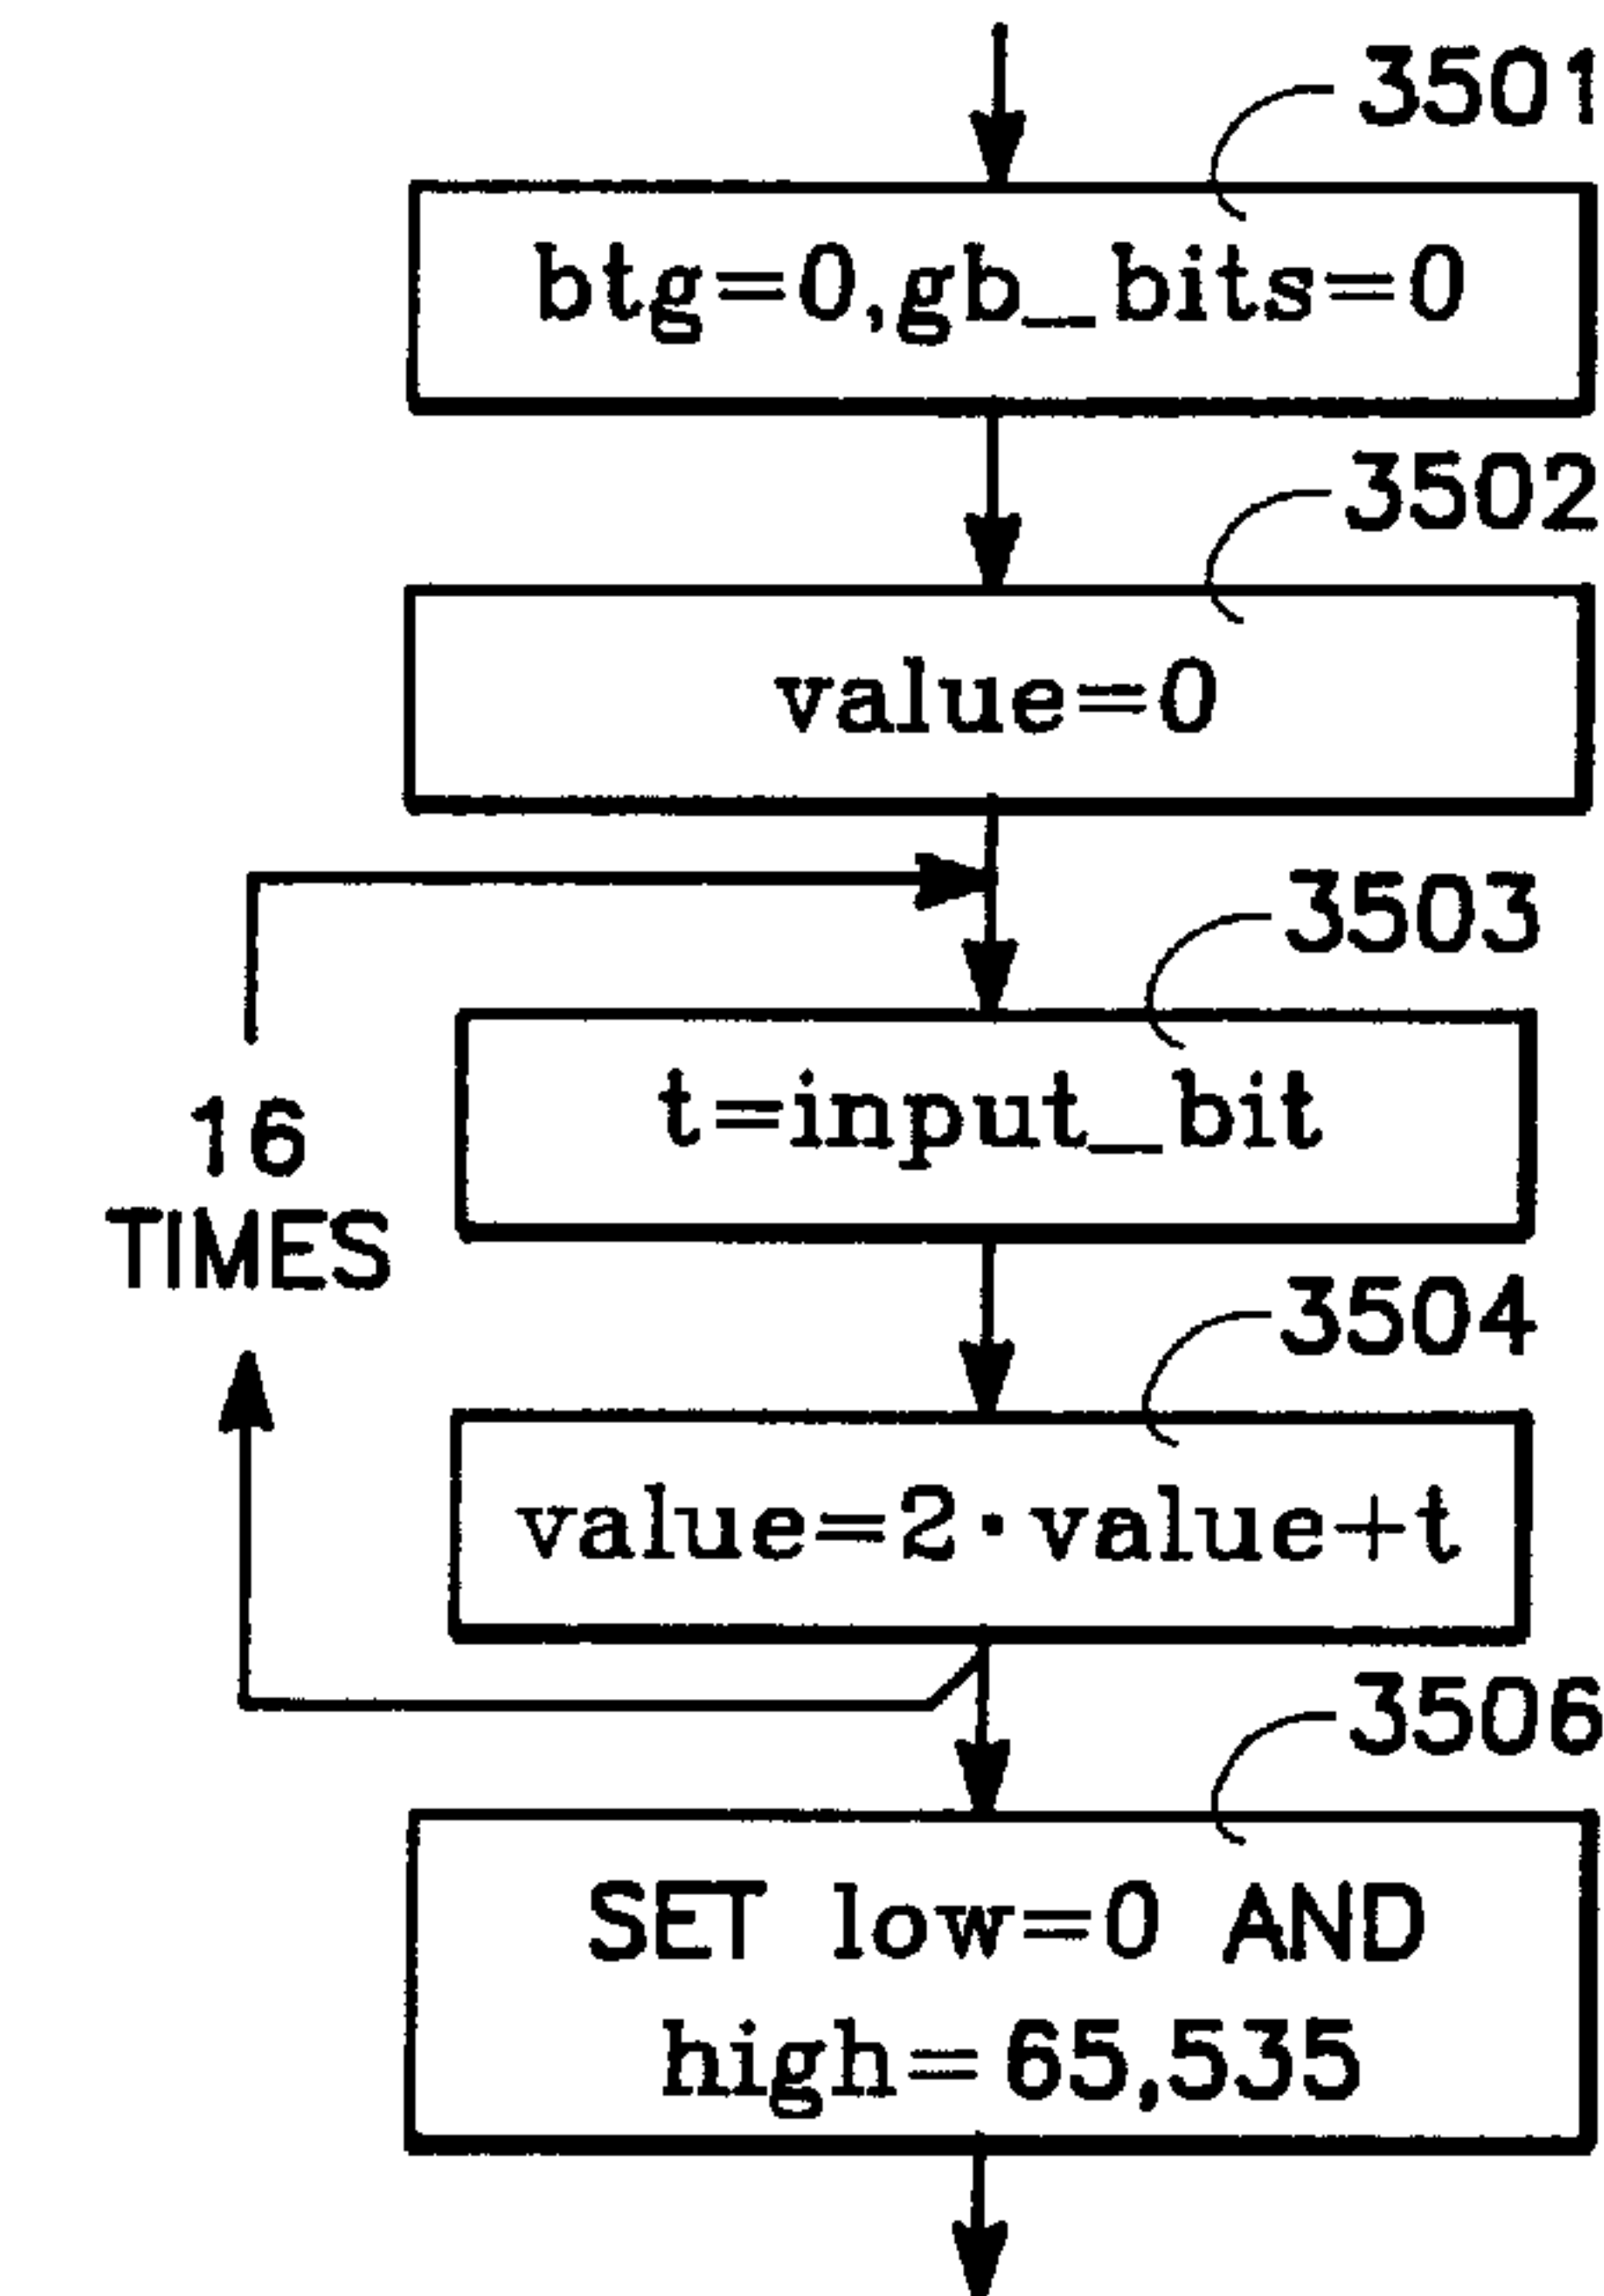 3501
btg=0,gb_bits=0
3502
value=0
3503
t=input_bit
16
TIMES
3504
value=2·value+t
3506
SET low=0 AND
high=65,535